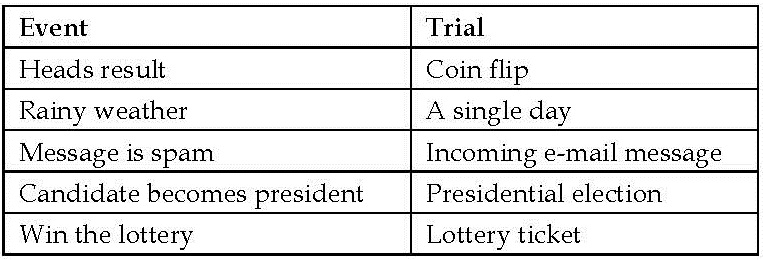 Event Trial
Heads result Coin flip
Rainy weather A single day
Message is spam Incoming e-mail message
Candidate becomes president Presidential election
Win the lottery Lottery ticket